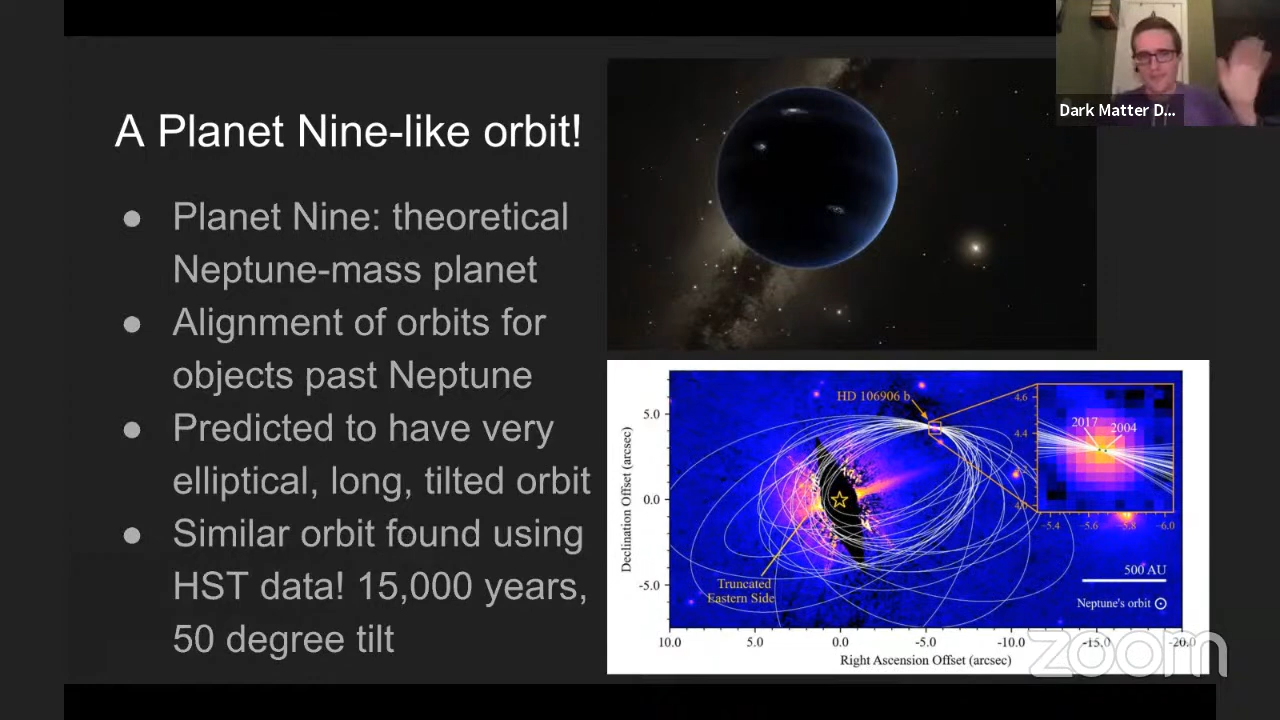 Dark Matter D...
A Planet Nine-like orbit!
● Planet Nine: theoretical
Neptune-mass planet
● Alignment of orbits for
objects past Neptune
● Predicted to have very
elliptical, long, tilted orbit
● Similar orbit found using
HST data! 15,000 years,
50 degree tilt
HD 106906 b
2017
2004
4.6
4.4
-5.4 -5.6 -5.8 -6.0
5.0
0.0
-5.0
Declination Offset (arcsec)
Truncated
Eastern Side
500 AU
Neptune's orbit
10.0 5.0 0.0 -5.0 -10.0 -15.0 -20.0
Right Ascension Offset (arcsec)
zoom